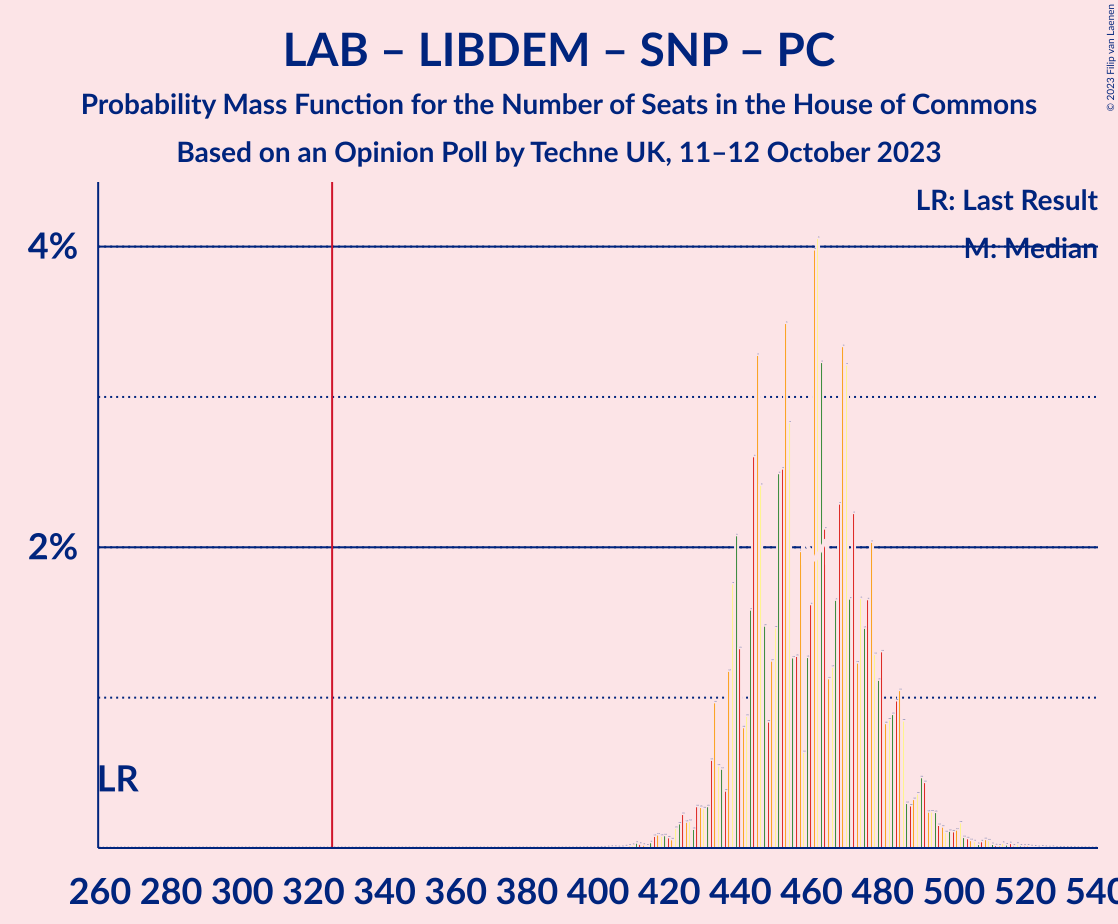 LAB – LIBDEM – SNP – PC
Probability Mass Function for the Number of Seats in the House of Commons
Based on an Opinion Poll by Techne UK, 11–12 October 2023
© 2023 Filip van Laenen
LR: Last Result
M: Median
4%
2%
LR
260 280 300 320 340 360 380 400 420 440 460 480 500 520 540